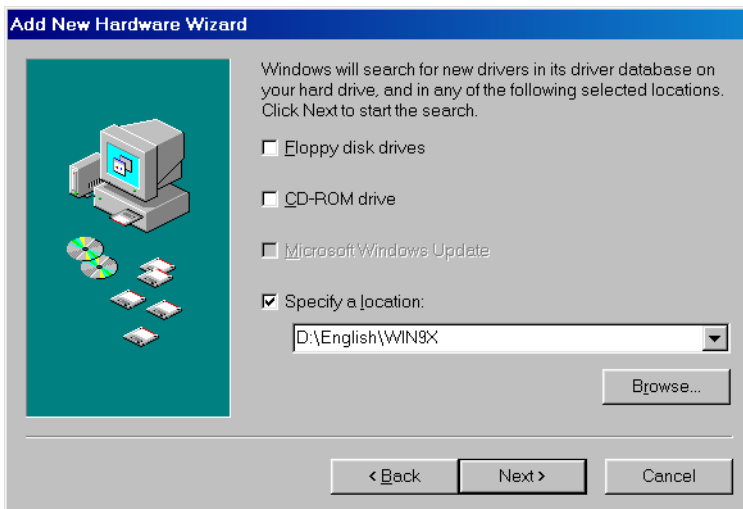 Add New Hardware Wizard
Windows will search for new drivers in its driver database on
your hard drive, and in any of the following selected locations.
Click Next to start the search.
Floppy disk drives
CD-ROM drive
Microsoft Windows Update
Specify a location:
D:\English\WIN9X
Browse...
< Back
Next >
Cancel